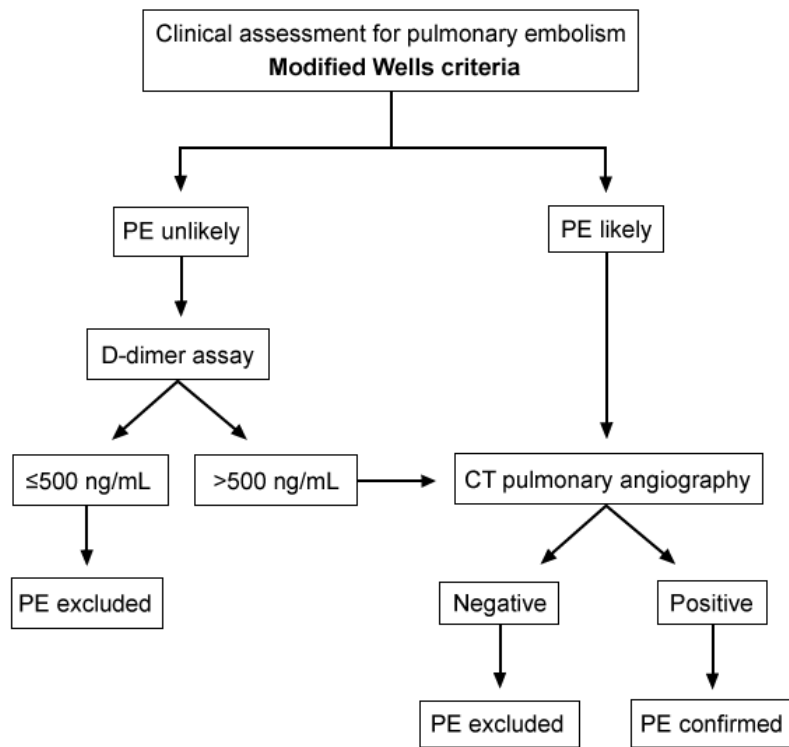 Clinical assessment for pulmonary embolism
Modified Wells criteria
PE unlikely
PE likely
D-dimer assay
≤500 ng/mL
>500 ng/mL
CT pulmonary angiography
PE excluded
Negative
Positive
PE excluded
PE confirmed